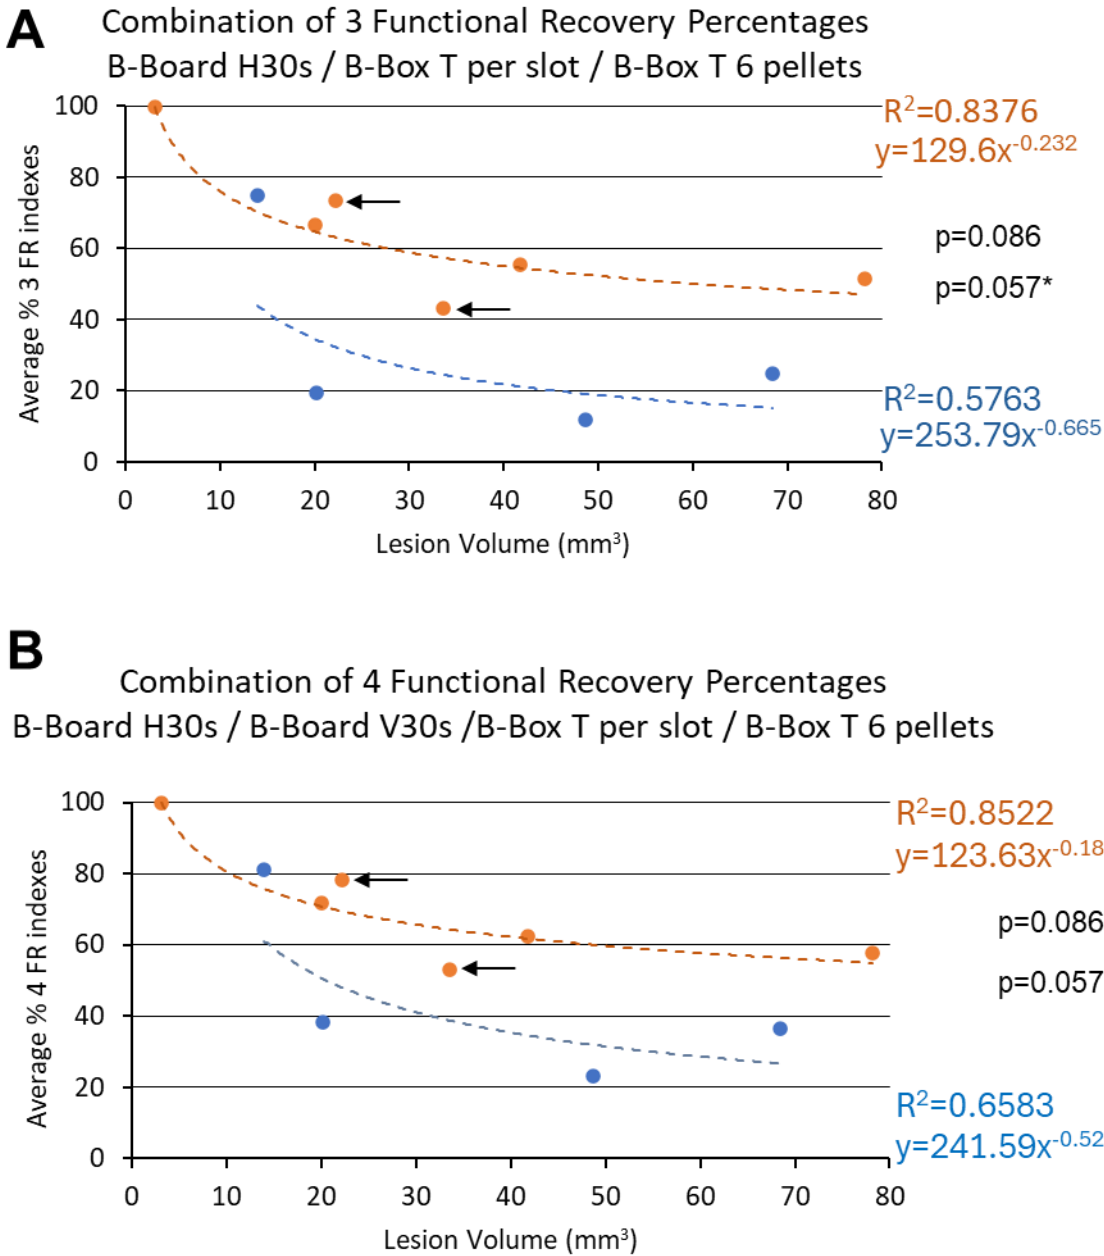 A
Combination of 3 Functional Recovery Percentages
B-Board H30s / B-Box T per slot / B-Box T 6 pellets
Average % 3 FR indexes
100
80
60
40
20
0
0 10 20 30 40 50 60 70 80
Lesion Volume (mm³)
R²=0.8376
y=129.6x⁻⁰·²³²
p=0.086
p=0.057*
R²=0.5763
y=253.79x⁻⁰·⁶⁶⁵
B
Combination of 4 Functional Recovery Percentages
B-Board H30s / B-Board V30s /B-Box T per slot / B-Box T 6 pellets
Average % 4 FR indexes
100
80
60
40
20
0
0 10 20 30 40 50 60 70 80
Lesion Volume (mm³)
R²=0.8522
y=123.63x⁻⁰·¹⁸
p=0.086
p=0.057
R²=0.6583
y=241.59x⁻⁰·⁵²